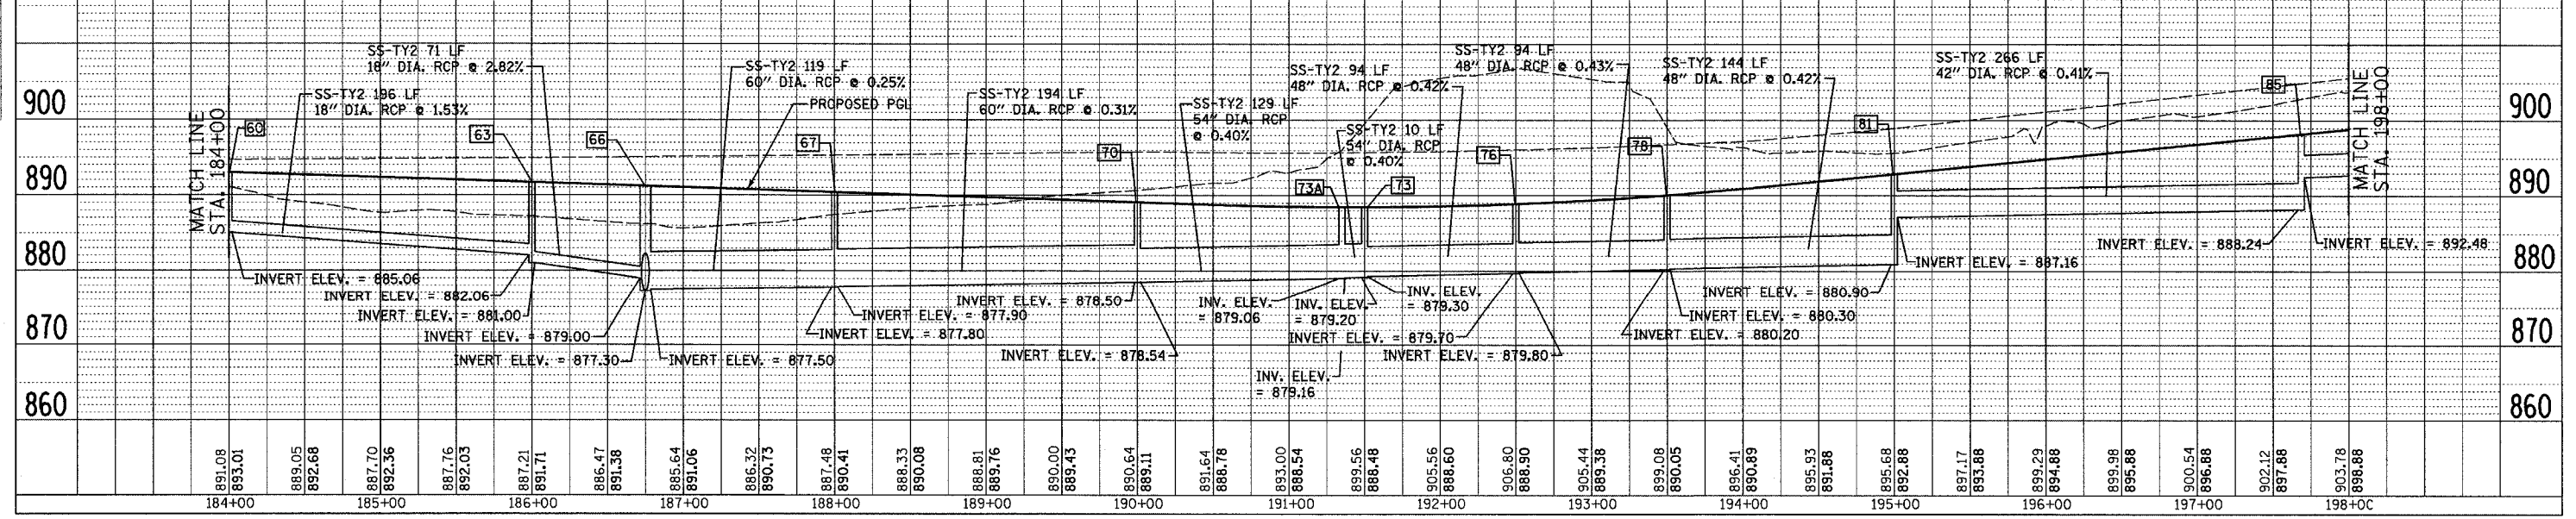 SS-TY2 71 LF
18" DIA. RCP @ 2.82%
SS-TY2 196 LF
18" DIA. RCP @ 1.53%
SS-TY2 119 LF
60" DIA. RCP @ 0.25%
PROPOSED PGL
SS-TY2 194 LF
60" DIA. RCP @ 0.31%
SS-TY2 129 LF
54" DIA. RCP
@ 0.40%
SS-TY2 94 LF
48" DIA. RCP @ 0.42%
SS-TY2 10 LF
54" DIA. RCP
@ 0.40%
SS-TY2 94 LF
48" DIA. RCP @ 0.43%
SS-TY2 144 LF
48" DIA. RCP @ 0.42%
SS-TY2 266 LF
42" DIA. RCP @ 0.41%
900
890
880
870
860
900
890
880
870
860
MATCH LINE
STA. 184+00
MATCH LINE
STA. 198+00
60
63
66
67
70
73A
73
76
78
81
85
INVERT ELEV. = 885.06
INVERT ELEV. = 882.06
INVERT ELEV. = 881.00
INVERT ELEV. = 879.00
INVERT ELEV. = 877.30
INVERT ELEV. = 877.50
INVERT ELEV. = 877.90
INVERT ELEV. = 877.80
INVERT ELEV. = 878.50
INVERT ELEV. = 878.54
INV. ELEV.
= 879.06
INV. ELEV.
= 879.16
INV. ELEV.
= 879.20
INV. ELEV.
= 879.30
INVERT ELEV. = 879.70
INVERT ELEV. = 879.80
INVERT ELEV. = 880.20
INVERT ELEV. = 880.30
INVERT ELEV. = 880.90
INVERT ELEV. = 887.16
INVERT ELEV. = 888.24
INVERT ELEV. = 892.48
891.08
893.01
889.05
892.68
887.70
892.36
887.76
892.03
887.21
891.71
886.47
891.38
885.64
891.06
886.32
890.73
887.48
890.41
888.33
890.08
888.81
889.76
890.00
889.43
890.64
889.11
891.64
888.78
893.00
888.54
899.56
888.48
905.56
888.60
906.80
888.90
905.44
889.38
899.08
890.05
896.41
890.89
895.93
891.88
895.68
892.88
897.17
893.88
899.29
894.88
899.98
895.88
900.54
896.88
902.12
897.88
903.78
898.88
184+00
185+00
186+00
187+00
188+00
189+00
190+00
191+00
192+00
193+00
194+00
195+00
196+00
197+00
198+00